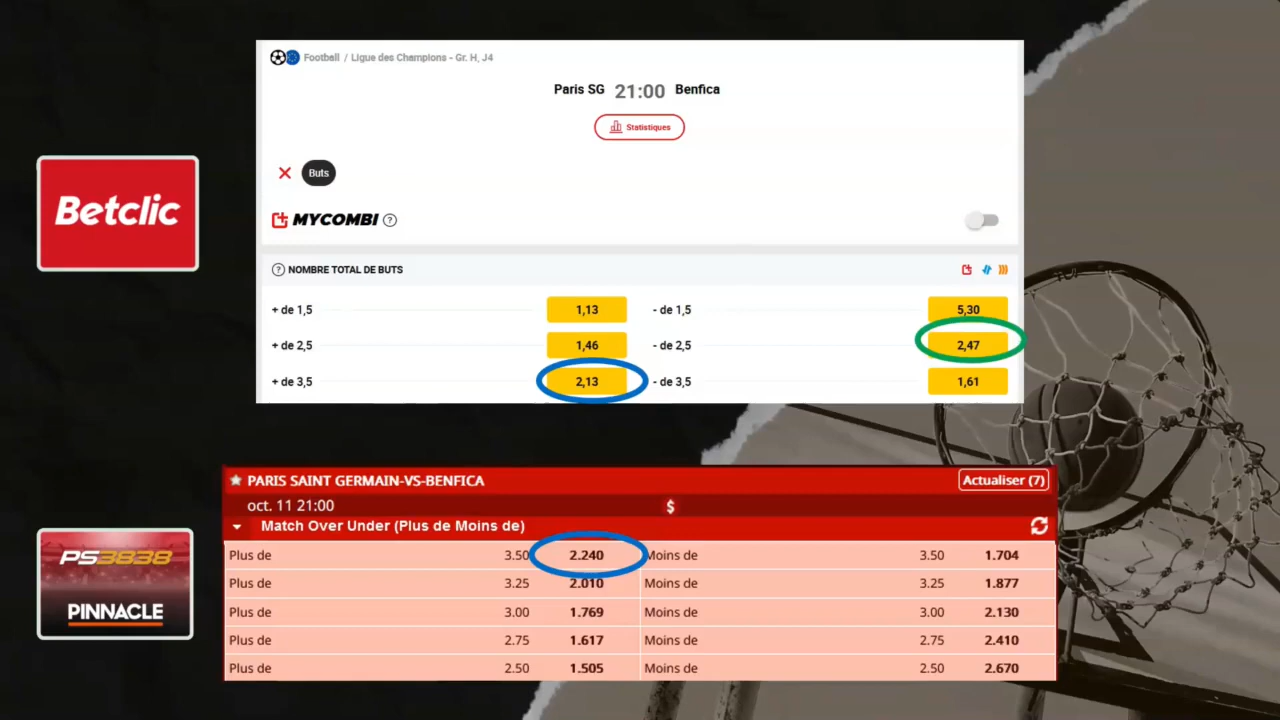 Football / Ligue des Champions - Gr. H, J4
Paris SG 21:00 Benfica
Statistiques
Buts
Betclic
MYCOMBI ?
? NOMBRE TOTAL DE BUTS
+ de 1,5 1,13 - de 1,5 5,30
+ de 2,5 1,46 - de 2,5 2,47
+ de 3,5 2,13 - de 3,5 1,61
PARIS SAINT GERMAIN-VS-BENFICA Actualiser (7)
oct. 11 21:00 $
Match Over Under (Plus de Moins de)
PS3838
PINNACLE
Plus de 3.50 2.240 Moins de 3.50 1.704
Plus de 3.25 2.010 Moins de 3.25 1.877
Plus de 3.00 1.769 Moins de 3.00 2.130
Plus de 2.75 1.617 Moins de 2.75 2.410
Plus de 2.50 1.505 Moins de 2.50 2.670